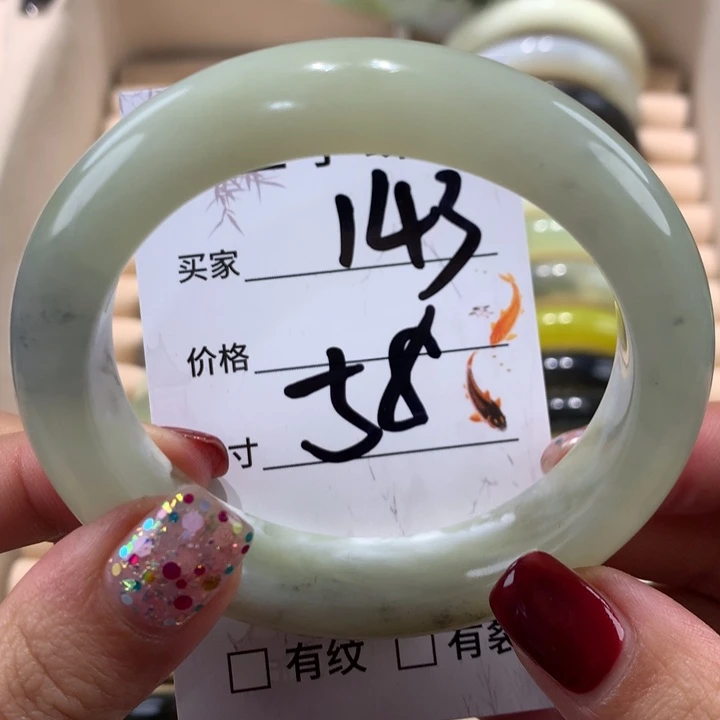 买家 143
价格 58
寸
□ 有纹 □ 有裂